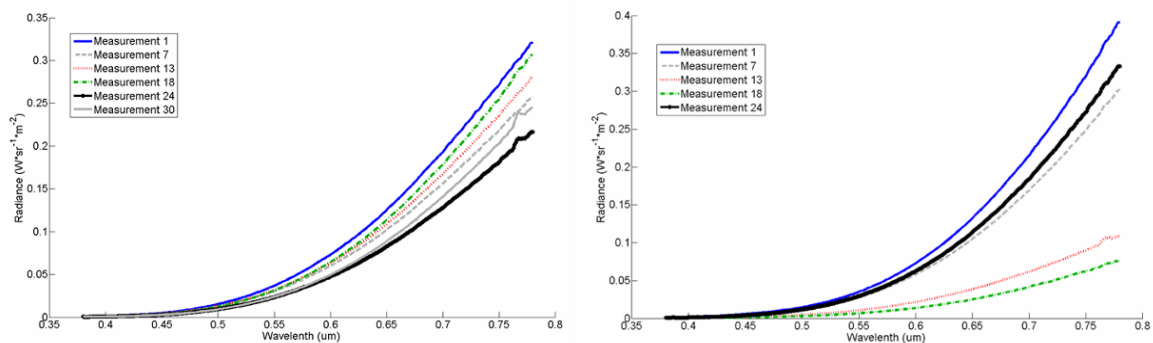 0.35
0.3
0.25
0.2
0.15
0.1
0.05
0
Radiance (W*sr⁻¹*m⁻²)
Measurement 1
Measurement 7
Measurement 13
Measurement 18
Measurement 24
Measurement 30
0.35 0.4 0.45 0.5 0.55 0.6 0.65 0.7 0.75 0.8
Wavelenth (um)
0.4
0.35
0.3
0.25
0.2
0.15
0.1
0.05
0
Radiance (W*sr⁻¹*m⁻²)
Measurement 1
Measurement 7
Measurement 13
Measurement 18
Measurement 24
0.35 0.4 0.45 0.5 0.55 0.6 0.65 0.7 0.75 0.8
Wavelenth (um)